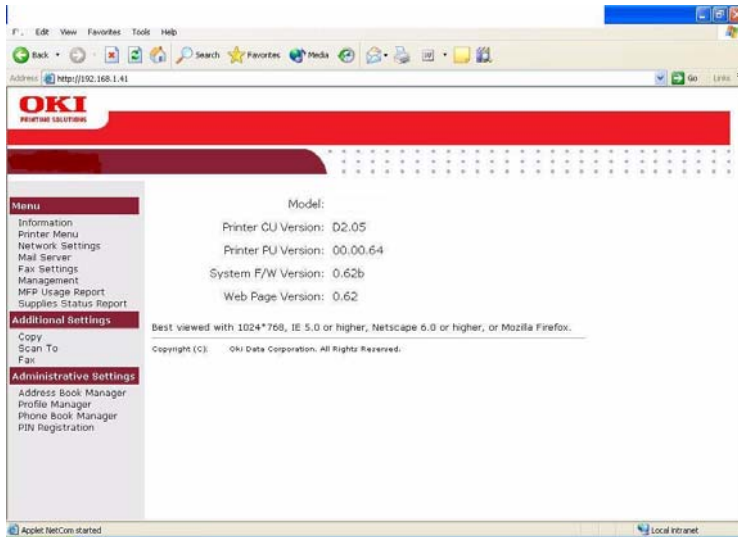 Edit View Favorites Tools Help
Back Search Favorites Media
Address http://192.168.1.41 Go Links
OKI
PRINTING SOLUTIONS
Menu
Information
Printer Menu
Network Settings
Mail Server
Fax Settings
Management
MFP Usage Report
Supplies Status Report
Additional Settings
Copy
Scan To
Fax
Administrative Settings
Address Book Manager
Profile Manager
Phone Book Manager
PIN Registration
Model:
Printer CU Version: D2.05
Printer PU Version: 00.00.64
System F/W Version: 0.62b
Web Page Version: 0.62
Best viewed with 1024*768, IE 5.0 or higher, Netscape 6.0 or higher, or Mozilla Firefox.
Copyright (C). Oki Data Corporation. All Rights Reserved.
Applet NetCom started Local intranet